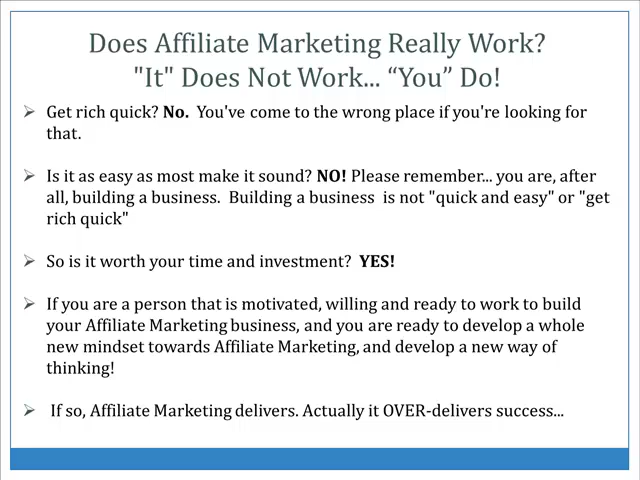 Does Affiliate Marketing Really Work?
"It" Does Not Work... “You” Do!
➢ Get rich quick? No.  You've come to the wrong place if you're looking for
that.
➢ Is it as easy as most make it sound? NO! Please remember... you are, after
all, building a business.  Building a business  is not "quick and easy" or "get
rich quick"
➢ So is it worth your time and investment?  YES!
➢ If you are a person that is motivated, willing and ready to work to build
your Affiliate Marketing business, and you are ready to develop a whole
new mindset towards Affiliate Marketing, and develop a new way of
thinking!
➢ If so, Affiliate Marketing delivers. Actually it OVER-delivers success...